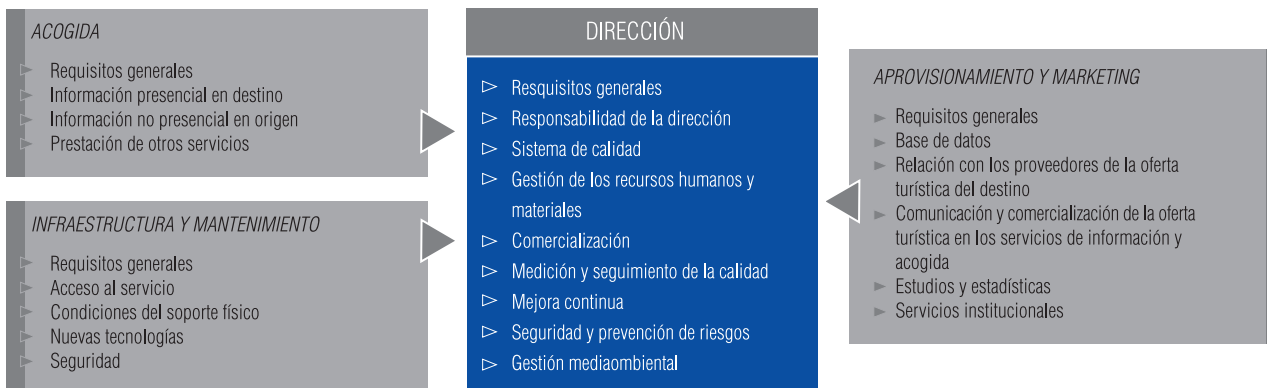 ACOGIDA
Requisitos generales
Información presencial en destino
Información no presencial en origen
Prestación de otros servicios
INFRAESTRUCTURA Y MANTENIMIENTO
Requisitos generales
Acceso al servicio
Condiciones del soporte físico
Nuevas tecnologías
Seguridad
DIRECCIÓN
Resquisitos generales
Responsabilidad de la dirección
Sistema de calidad
Gestión de los recursos humanos y
materiales
Comercialización
Medición y seguimiento de la calidad
Mejora continua
Seguridad y prevención de riesgos
Gestión mediaombiental
APROVISIONAMIENTO Y MARKETING
Requisitos generales
Base de datos
Relación con los proveedores de la oferta
turística del destino
Comunicación y comercialización de la oferta
turística en los servicios de información y
acogida
Estudios y estadísticas
Servicios institucionales